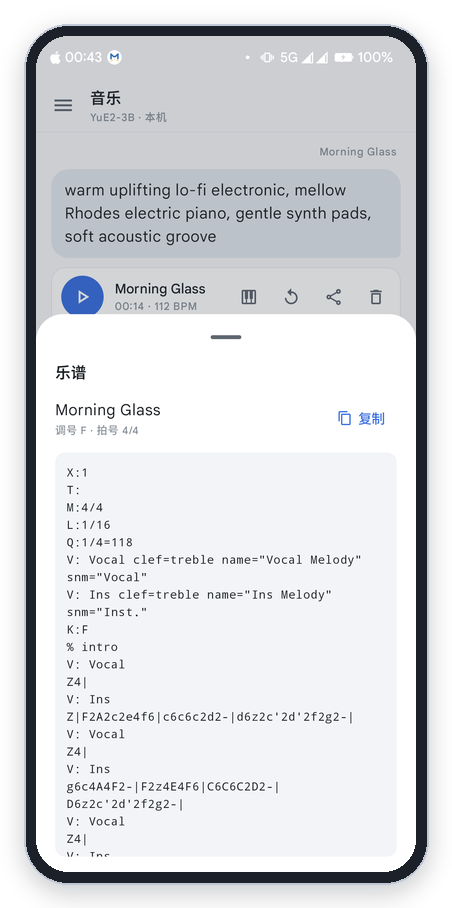 00:43 M 5G 100%
音乐
YuE2-3B · 本机
Morning Glass
warm uplifting lo-fi electronic, mellow
Rhodes electric piano, gentle synth pads,
soft acoustic groove
Morning Glass
00:14 · 112 BPM
乐谱
Morning Glass
调号 F · 拍号 4/4
复制
X:1
T:
M:4/4
L:1/16
Q:1/4=118
V: Vocal clef=treble name="Vocal Melody"
snm="Vocal"
V: Ins clef=treble name="Ins Melody"
snm="Inst."
K:F
% intro
V: Vocal
Z4|
V: Ins
Z|F2A2c2e4f6|c6c6c2d2-|d6z2c'2d'2f2g2-|
V: Vocal
Z4|
V: Ins
g6c4A4F2-|F2z4E4F6|C6C6C2D2-|
D6z2c'2d'2f2g2-|
V: Vocal
Z4|
V: Ins